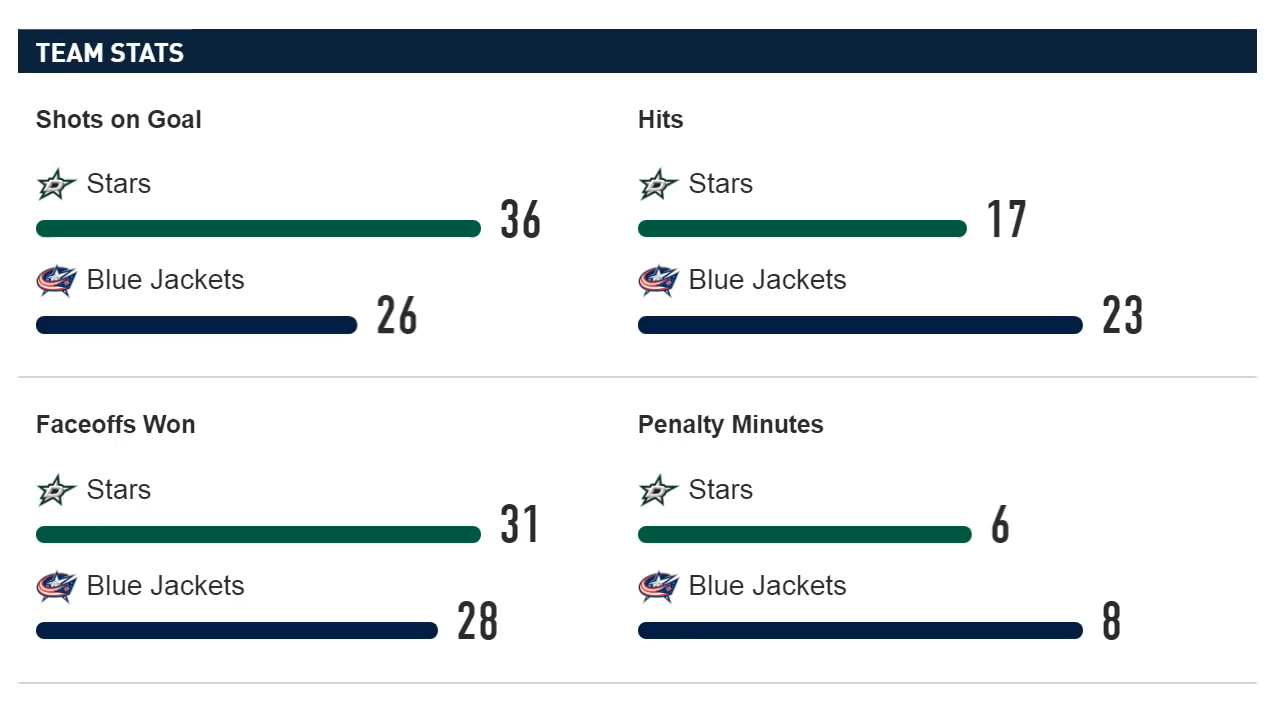 TEAM STATS
Shots on Goal
Stars
36
Blue Jackets
26
Hits
Stars
17
Blue Jackets
23
Faceoffs Won
Stars
31
Blue Jackets
28
Penalty Minutes
Stars
6
Blue Jackets
8